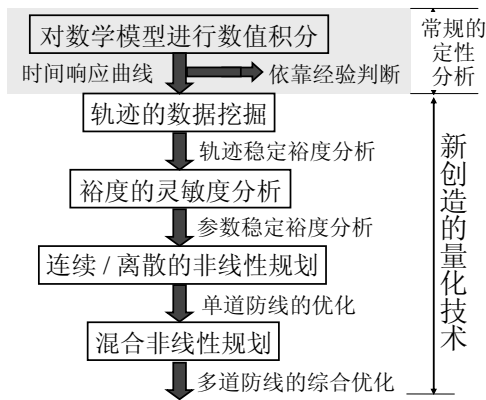 对数学模型进行数值积分
时间响应曲线
依靠经验判断
常规的
定性
分析
轨迹的数据挖掘
轨迹稳定裕度分析
裕度的灵敏度分析
参数稳定裕度分析
连续/离散的非线性规划
单道防线的优化
混合非线性规划
多道防线的综合优化
新创造的量化技术